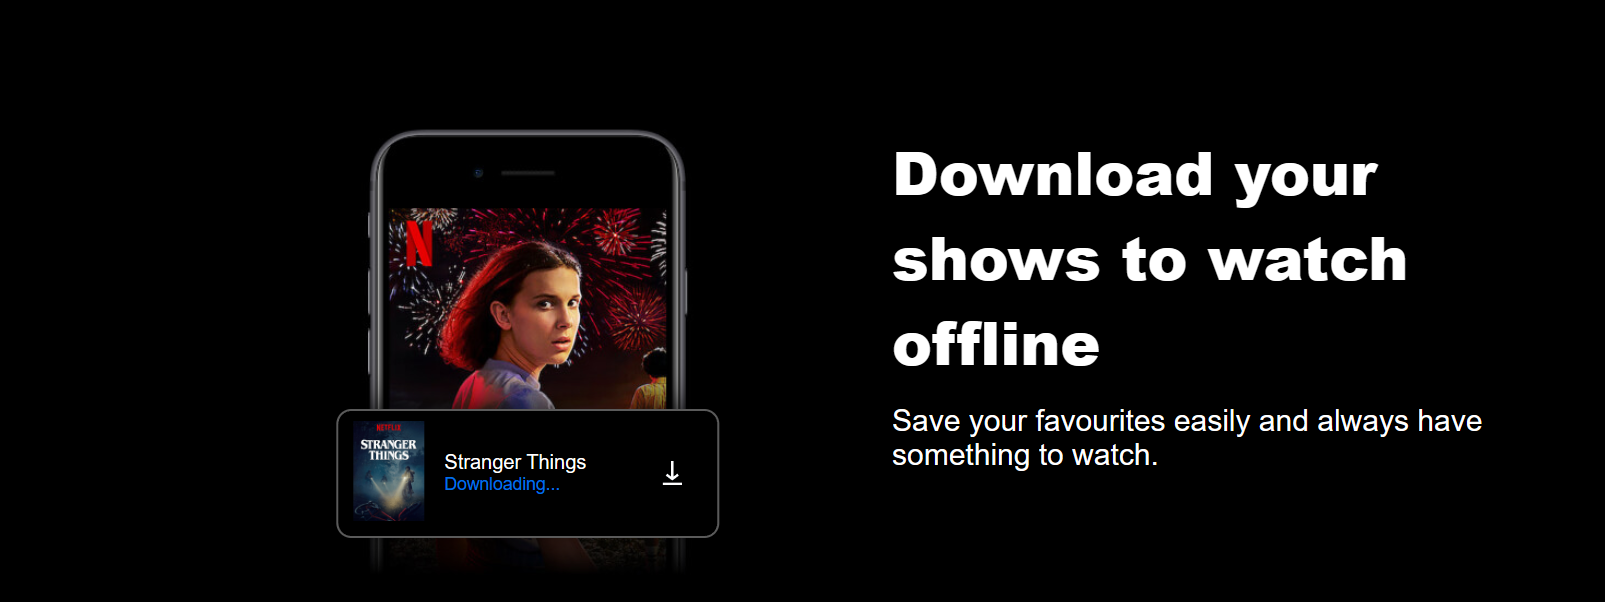 N
Download your
shows to watch
offline
Save your favourites easily and always have
something to watch.
NETFLIX
STRANGER
THINGS
Stranger Things
Downloading...